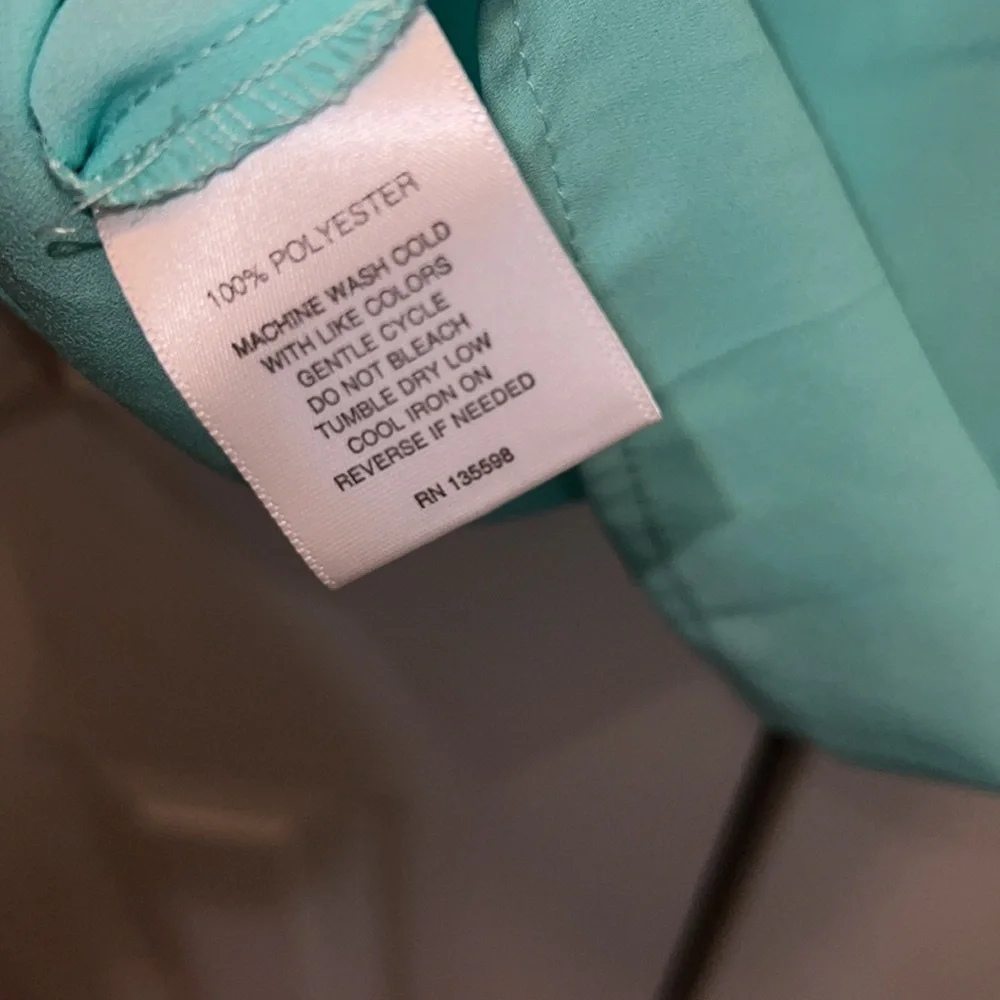 100% POLYESTER
MACHINE WASH COLD
WITH LIKE COLORS
GENTLE CYCLE
DO NOT BLEACH
TUMBLE DRY LOW
COOL IRON ON
REVERSE IF NEEDED
RN 135598